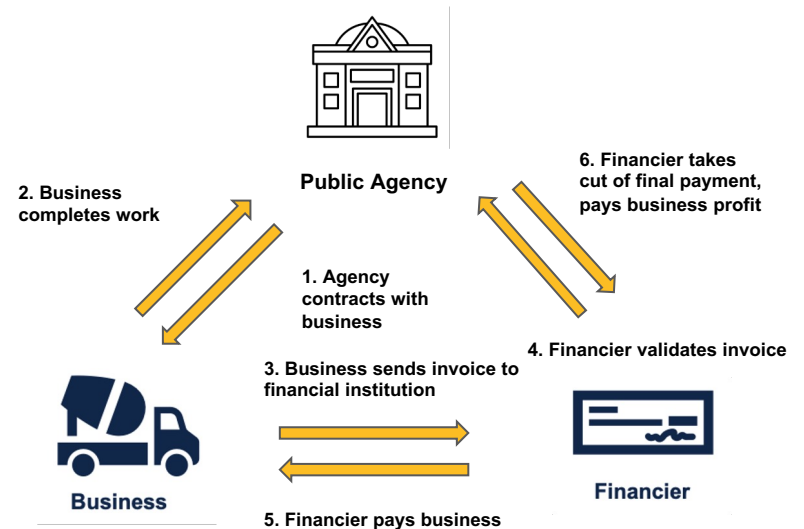 Public Agency
6. Financier takes
cut of final payment,
pays business profit
2. Business
completes work
1. Agency
contracts with
business
3. Business sends invoice to
financial institution
4. Financier validates invoice
Business
Financier
5. Financier pays business